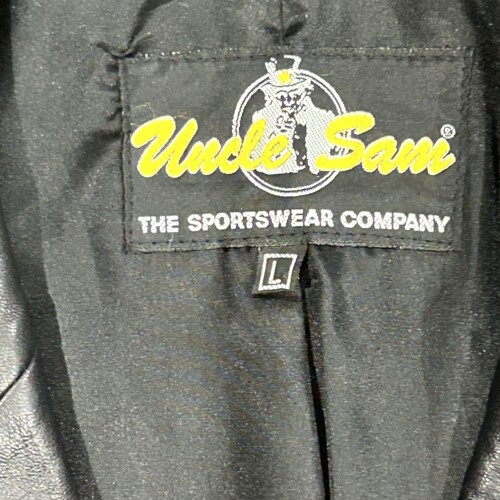 Uncle Sam®
THE SPORTSWEAR COMPANY
L